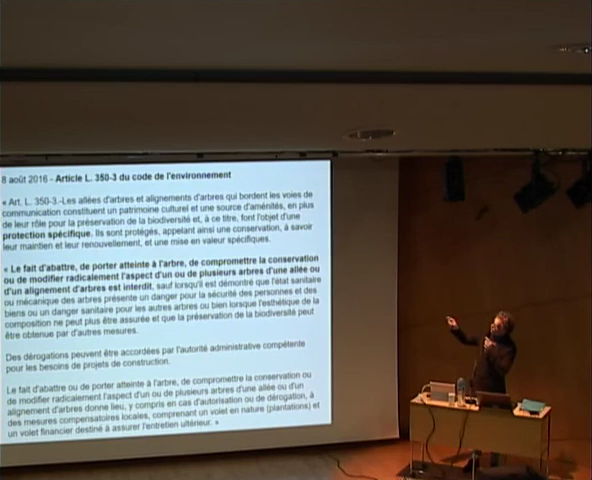 8 août 2016 - Article L. 350-3 du code de l'environnement
« Art. L. 350-3.-Les allées d'arbres et alignements d'arbres qui bordent les voies de
communication constituent un patrimoine culturel et une source d'aménités, en plus
de leur rôle pour la préservation de la biodiversité et, à ce titre, font l'objet d'une
protection spécifique. Ils sont protégés, appelant ainsi une conservation, à savoir
leur maintien et leur renouvellement, et une mise en valeur spécifiques.
« Le fait d'abattre, de porter atteinte à l'arbre, de compromettre la conservation
ou de modifier radicalement l'aspect d'un ou de plusieurs arbres d'une allée ou
d'un alignement d'arbres est interdit, sauf lorsqu'il est démontré que l'état sanitaire
ou mécanique des arbres présente un danger pour la sécurité des personnes et des
biens ou un danger sanitaire pour les autres arbres ou bien lorsque l'esthétique de la
composition ne peut plus être assurée et que la préservation de la biodiversité peut
être obtenue par d'autres mesures.
Des dérogations peuvent être accordées par l'autorité administrative compétente
pour les besoins de projets de construction.
Le fait d'abattre ou de porter atteinte à l'arbre, de compromettre la conservation ou
de modifier radicalement l'aspect d'un ou de plusieurs arbres d'une allée ou d'un
alignement d'arbres donne lieu, y compris en cas d'autorisation ou de dérogation, à
des mesures compensatoires locales, comprenant un volet en nature (plantations) et
un volet financier destiné à assurer l'entretien ultérieur. »